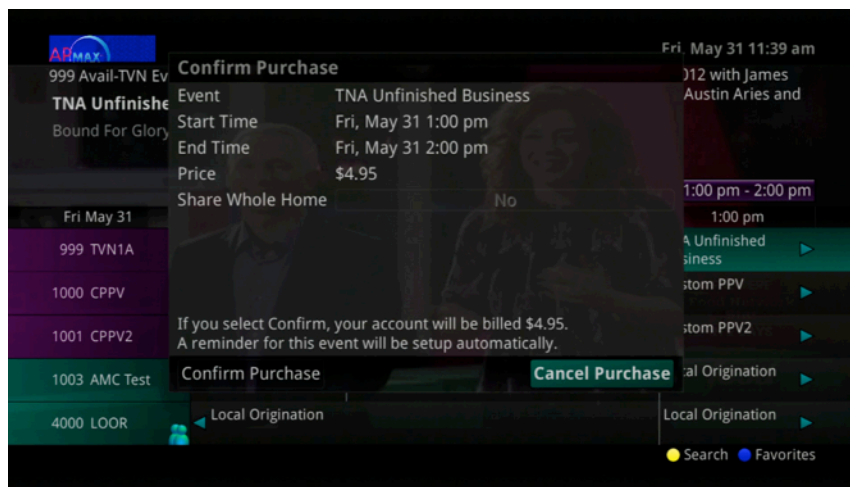 APMAX
Fri, May 31 11:39 am
999 Avail-TVN Ev
012 with James
TNA Unfinishe
Austin Aries and
Bound For Glory
Confirm Purchase
Event TNA Unfinished Business
Start Time Fri, May 31 1:00 pm
End Time Fri, May 31 2:00 pm
Price $4.95
Share Whole Home No
1:00 pm - 2:00 pm
Fri May 31
1:00 pm
999 TVN1A
A Unfinished
siness
1000 CPPV
stom PPV
1001 CPPV2
stom PPV2
If you select Confirm, your account will be billed $4.95.
A reminder for this event will be setup automatically.
Confirm Purchase Cancel Purchase
1003 AMC Test
cal Origination
4000 LOOR
Local Origination
Local Origination
Search Favorites